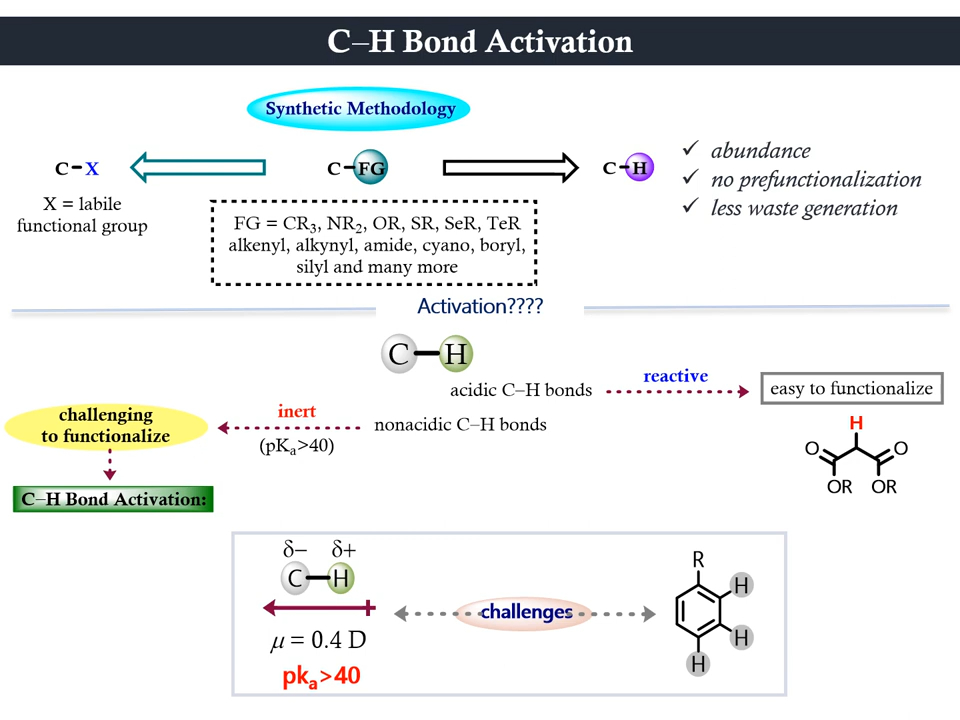 C–H Bond Activation
Synthetic Methodology
C–X
C–FG
C–H
✓ abundance
✓ no prefunctionalization
✓ less waste generation
X = labile
functional group
FG = CR₃, NR₂, OR, SR, SeR, TeR
alkenyl, alkynyl, amide, cyano, boryl,
silyl and many more
Activation????
C–H
acidic C–H bonds
reactive
easy to functionalize
challenging
to functionalize
inert
(pKₐ>40)
nonacidic C–H bonds
H
O O
OR OR
C–H Bond Activation:
δ− δ+
C–H
μ = 0.4 D
pkₐ>40
challenges
R
H
H
H